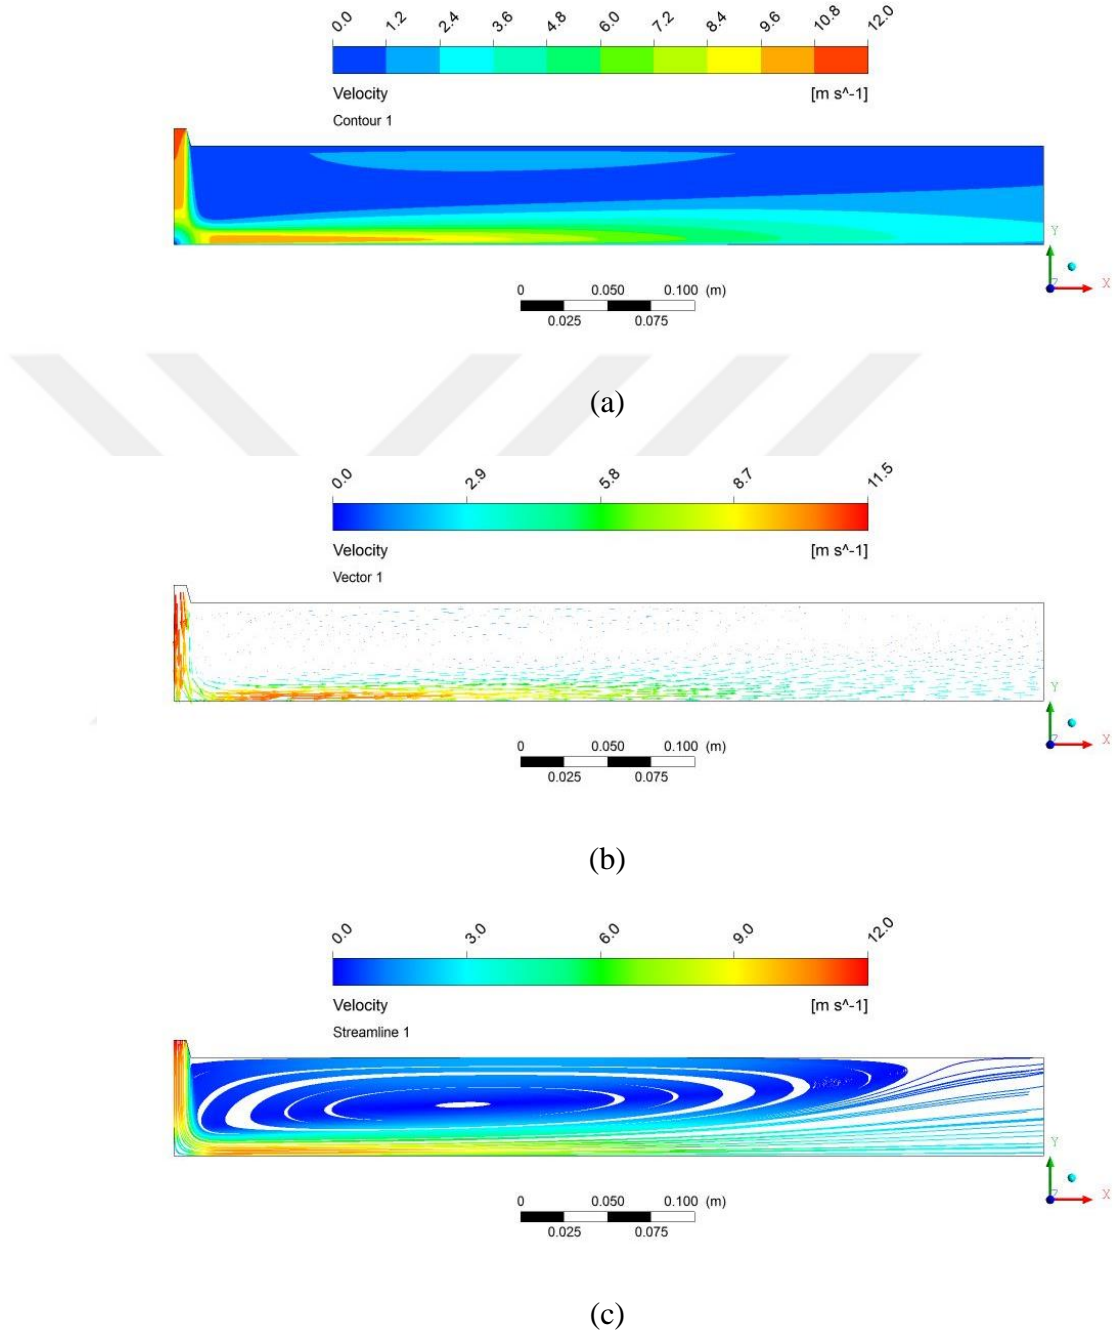 0.0 1.2 2.4 3.6 4.8 6.0 7.2 8.4 9.6 10.8 12.0
Velocity [m s^-1]
Contour 1
Y
X
0 0.050 0.100 (m)
0.025 0.075
(a)
0.0 2.9 5.8 8.7 11.5
Velocity [m s^-1]
Vector 1
Y
X
0 0.050 0.100 (m)
0.025 0.075
(b)
0.0 3.0 6.0 9.0 12.0
Velocity [m s^-1]
Streamline 1
Y
X
0 0.050 0.100 (m)
0.025 0.075
(c)